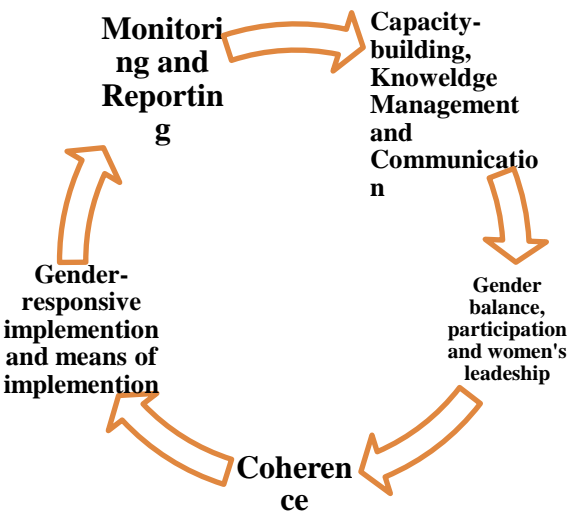 Monitori
ng and
Reportin
g
Capacity-
building,
Knoweldge
Management
and
Communicatio
n
Gender
balance,
participation
and women's
leadeship
Coheren
ce
Gender-
responsive
implemention
and means of
implemention